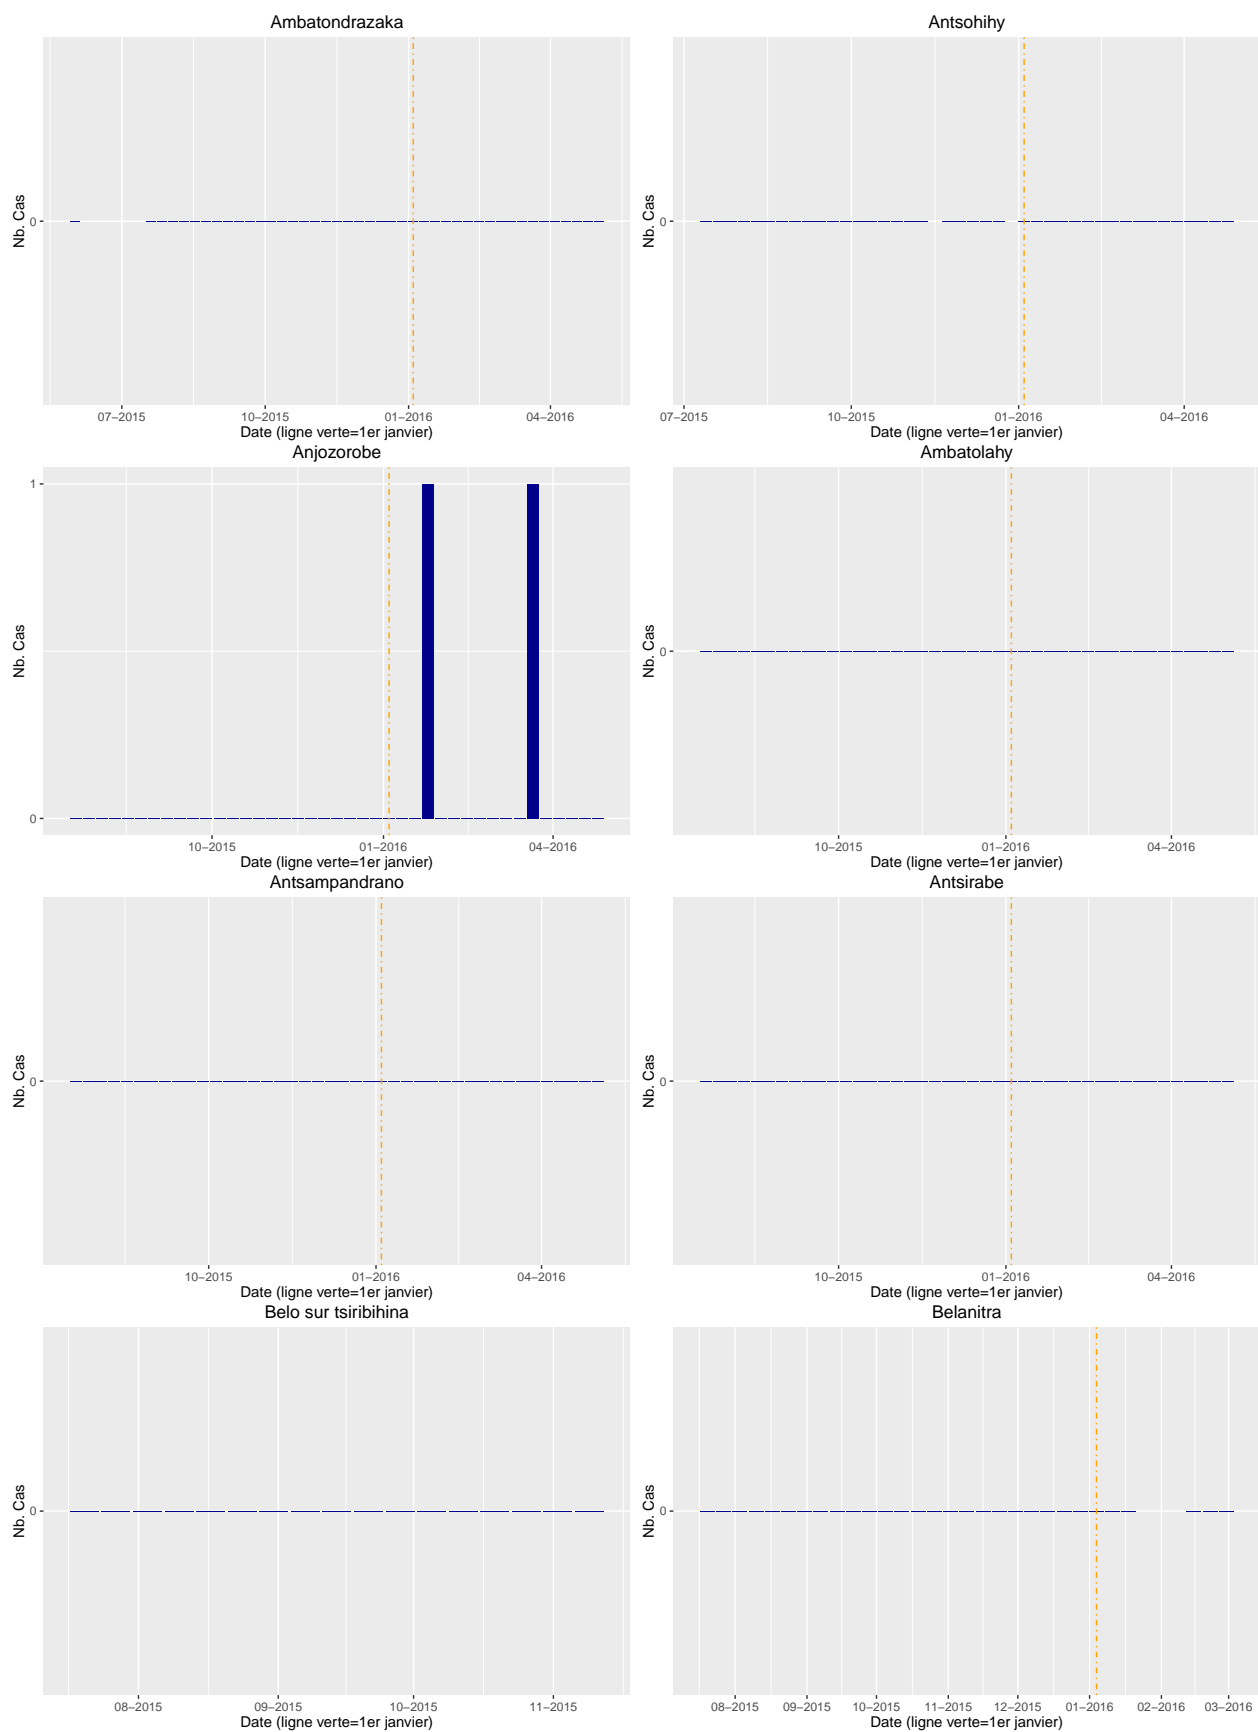 Ambatondrazaka
Nb. Cas
0
07−2015 10−2015 01−2016 04−2016
Date (ligne verte=1er janvier)
Antsohihy
Nb. Cas
0
07−2015 10−2015 01−2016 04−2016
Date (ligne verte=1er janvier)
Anjozorobe
1
Nb. Cas
0
10−2015 01−2016 04−2016
Date (ligne verte=1er janvier)
Ambatolahy
Nb. Cas
0
10−2015 01−2016 04−2016
Date (ligne verte=1er janvier)
Antsampandrano
Nb. Cas
0
10−2015 01−2016 04−2016
Date (ligne verte=1er janvier)
Antsirabe
Nb. Cas
0
10−2015 01−2016 04−2016
Date (ligne verte=1er janvier)
Belo sur tsiribihina
Nb. Cas
0
08−2015 09−2015 10−2015 11−2015
Date (ligne verte=1er janvier)
Belanitra
Nb. Cas
0
08−2015 09−2015 10−2015 11−2015 12−2015 01−2016 02−2016 03−2016
Date (ligne verte=1er janvier)